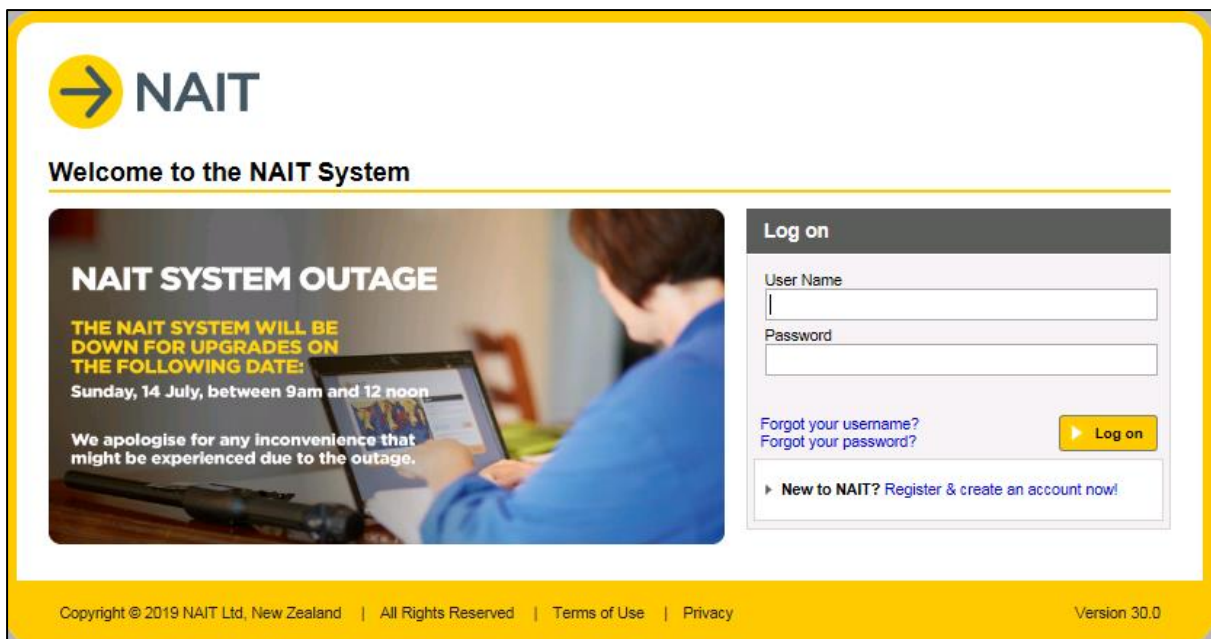 NAIT
Welcome to the NAIT System
NAIT SYSTEM OUTAGE
THE NAIT SYSTEM WILL BE
DOWN FOR UPGRADES ON
THE FOLLOWING DATE:
Sunday, 14 July, between 9am and 12 noon
We apologise for any inconvenience that
might be experienced due to the outage.
Log on
User Name
Password
Forgot your username?
Forgot your password?
Log on
New to NAIT? Register & create an account now!
Copyright © 2019 NAIT Ltd, New Zealand | All Rights Reserved | Terms of Use | Privacy
Version 30.0